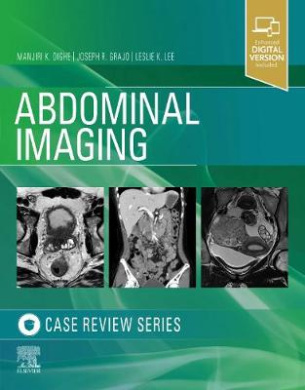 MANJIRI K. DIGHE | JOSEPH R. GRAJO | LESLIE K. LEE
Enhanced
DIGITAL
VERSION
Included
ABDOMINAL
IMAGING
CASE REVIEW SERIES
ELSEVIER